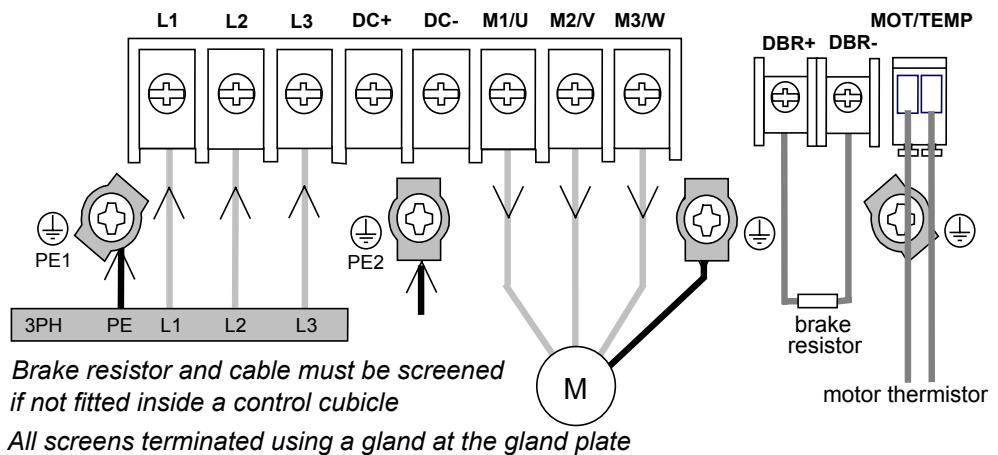 L1 L2 L3 DC+ DC- M1/U M2/V M3/W
MOT/TEMP
DBR+ DBR-
PE1
PE2
3PH PE L1 L2 L3
M
brake
resistor
motor thermistor
Brake resistor and cable must be screened
if not fitted inside a control cubicle
All screens terminated using a gland at the gland plate